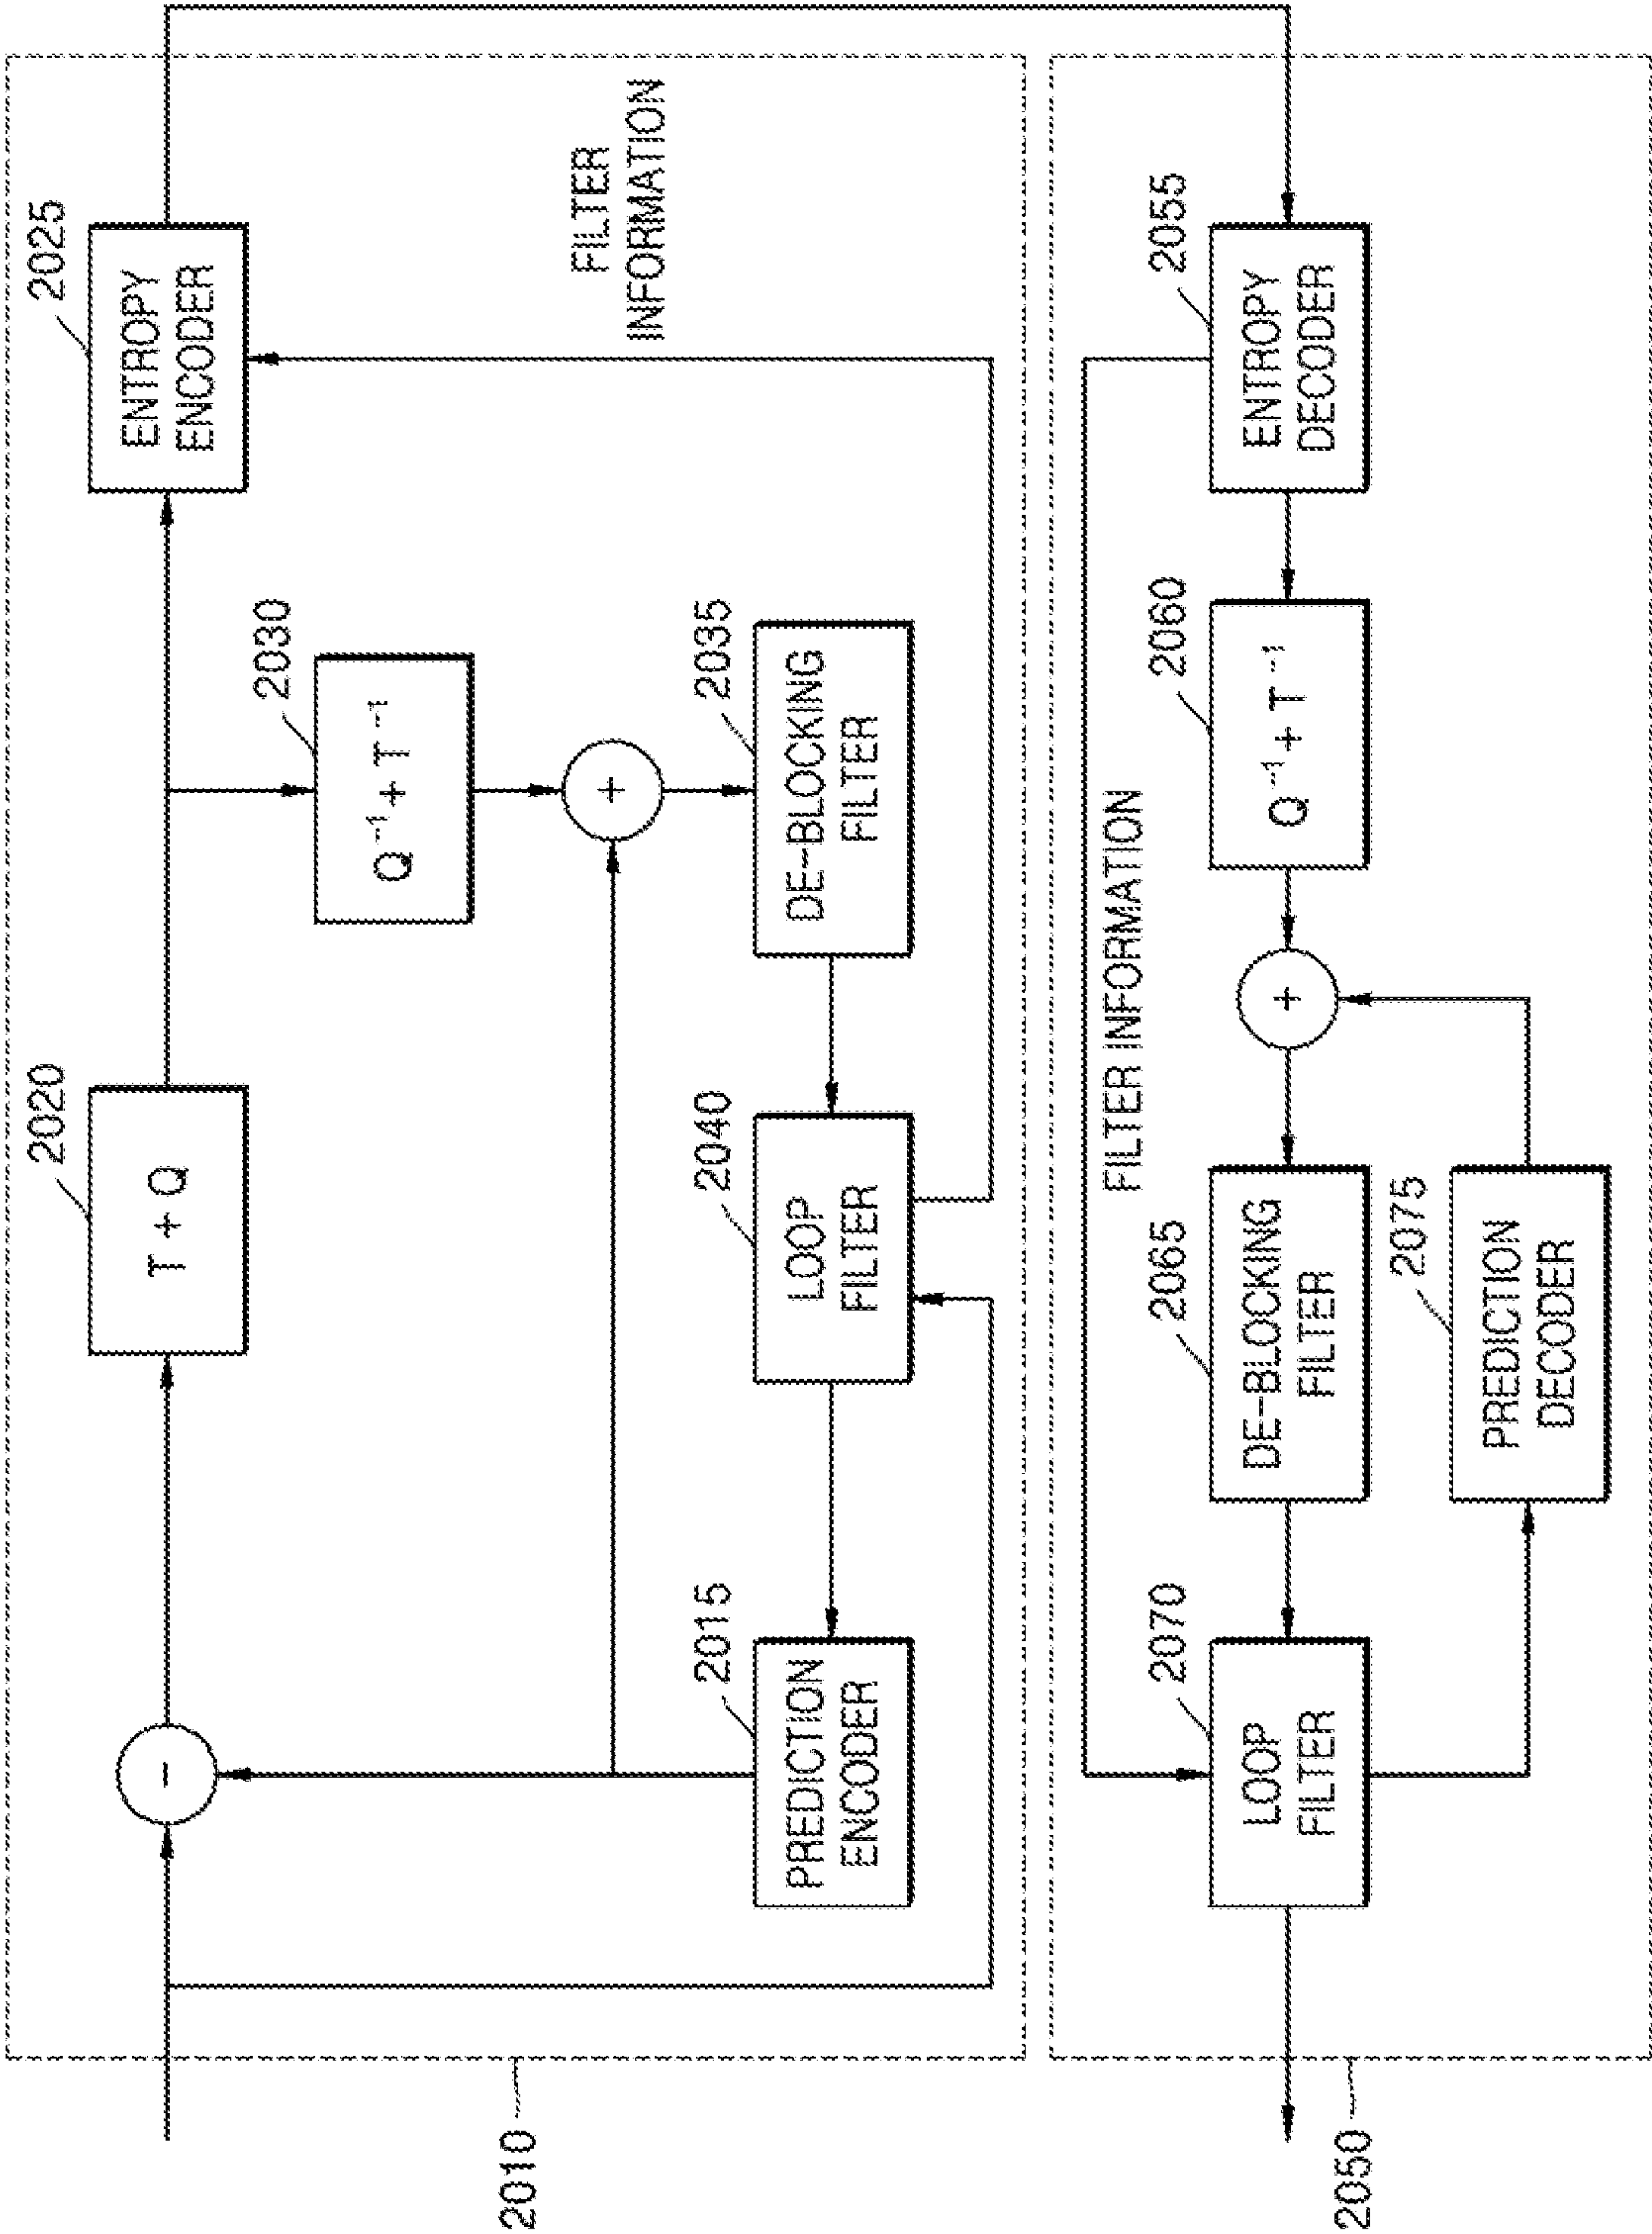 2010
2020
T + Q
2025
ENTROPY
ENCODER
-
2030
Q⁻¹ + T⁻¹
+
2015
PREDICTION
ENCODER
2040
LOOP
FILTER
2035
DE-BLOCKING
FILTER
FILTER
INFORMATION
2050
FILTER INFORMATION
2070
LOOP
FILTER
2065
DE-BLOCKING
FILTER
+
2060
Q⁻¹ + T⁻¹
2055
ENTROPY
DECODER
2075
PREDICTION
DECODER